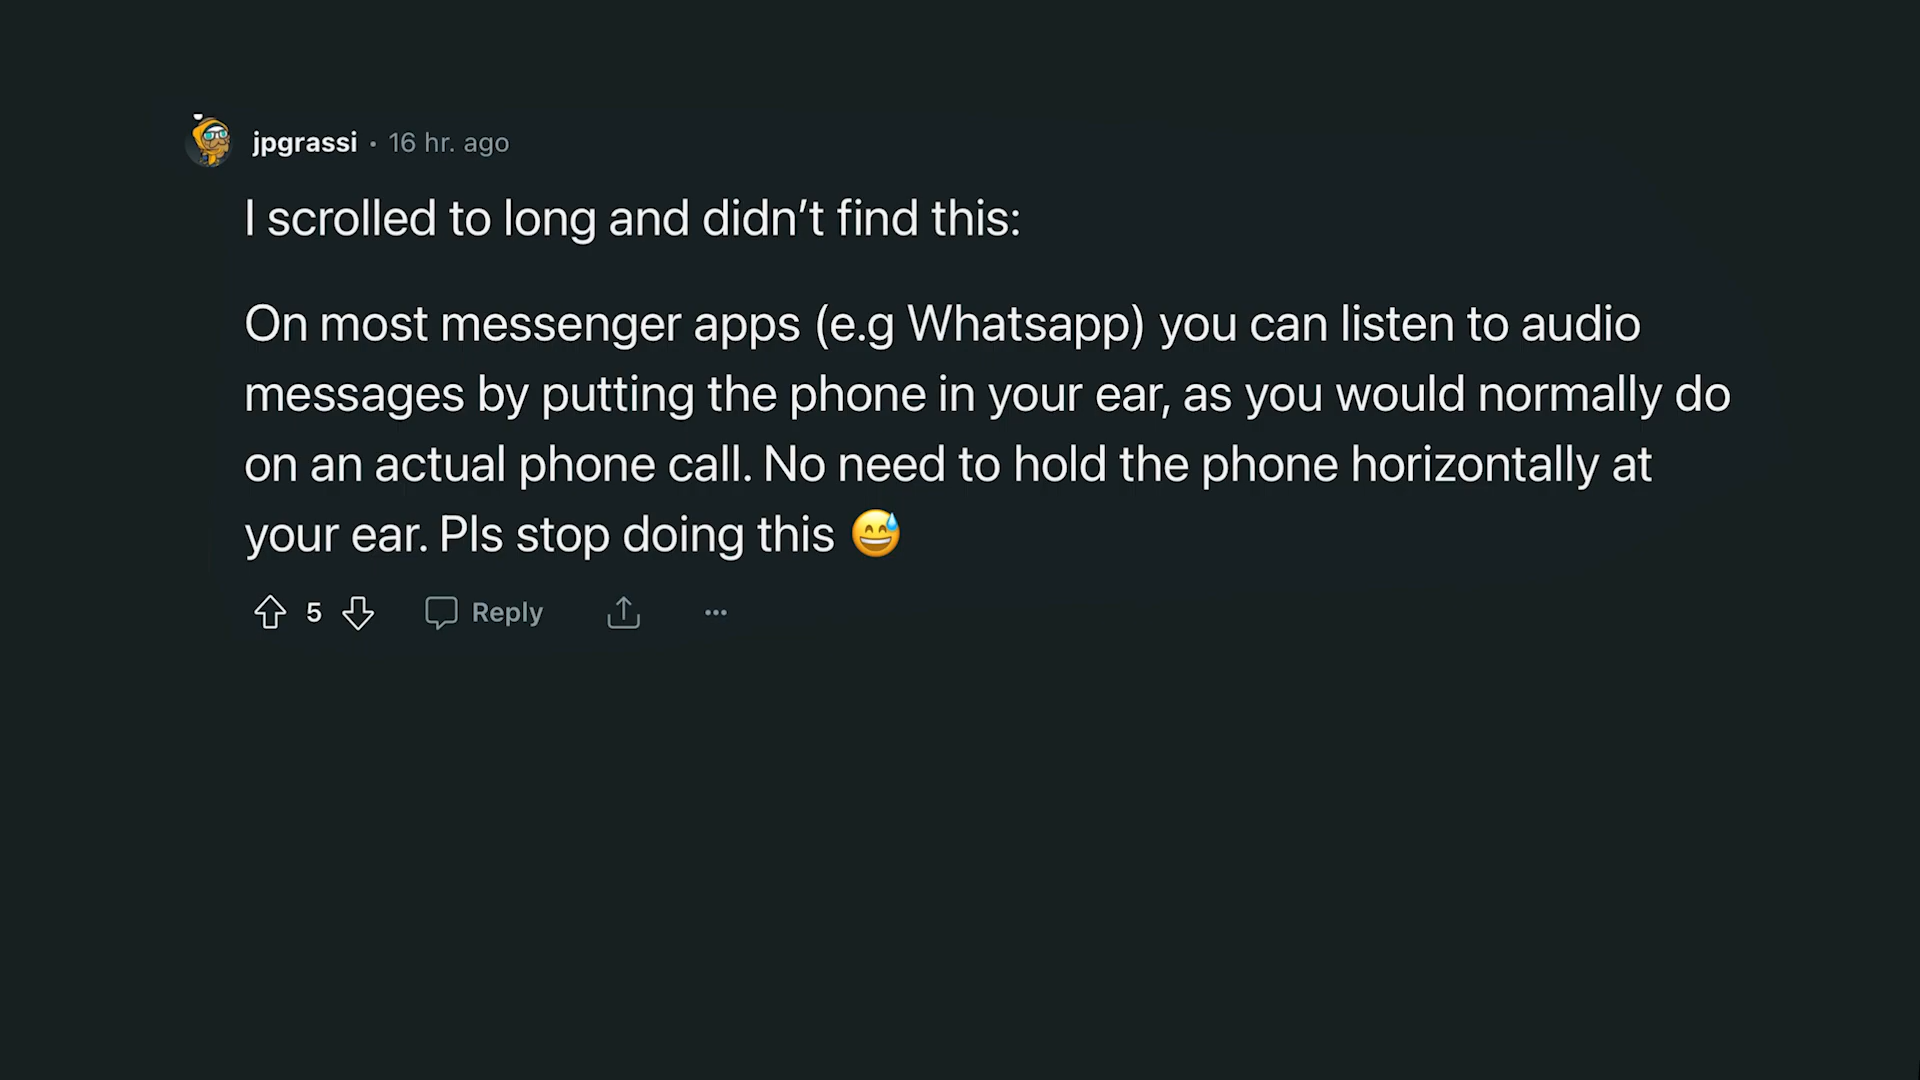 jpgrassi · 16 hr. ago
I scrolled to long and didn’t find this:
On most messenger apps (e.g Whatsapp) you can listen to audio
messages by putting the phone in your ear, as you would normally do
on an actual phone call. No need to hold the phone horizontally at
your ear. Pls stop doing this 😅
5 Reply